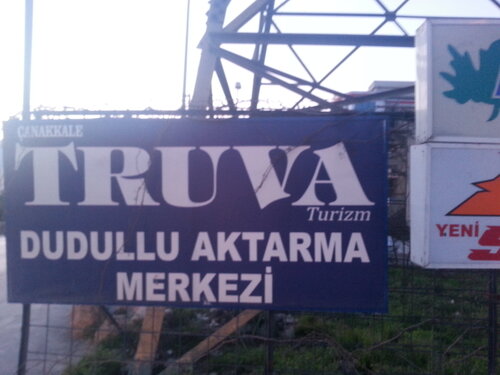 ÇANAKKALE
TRUVA
Turizm
DUDULLU AKTARMA
MERKEZİ
YENİ